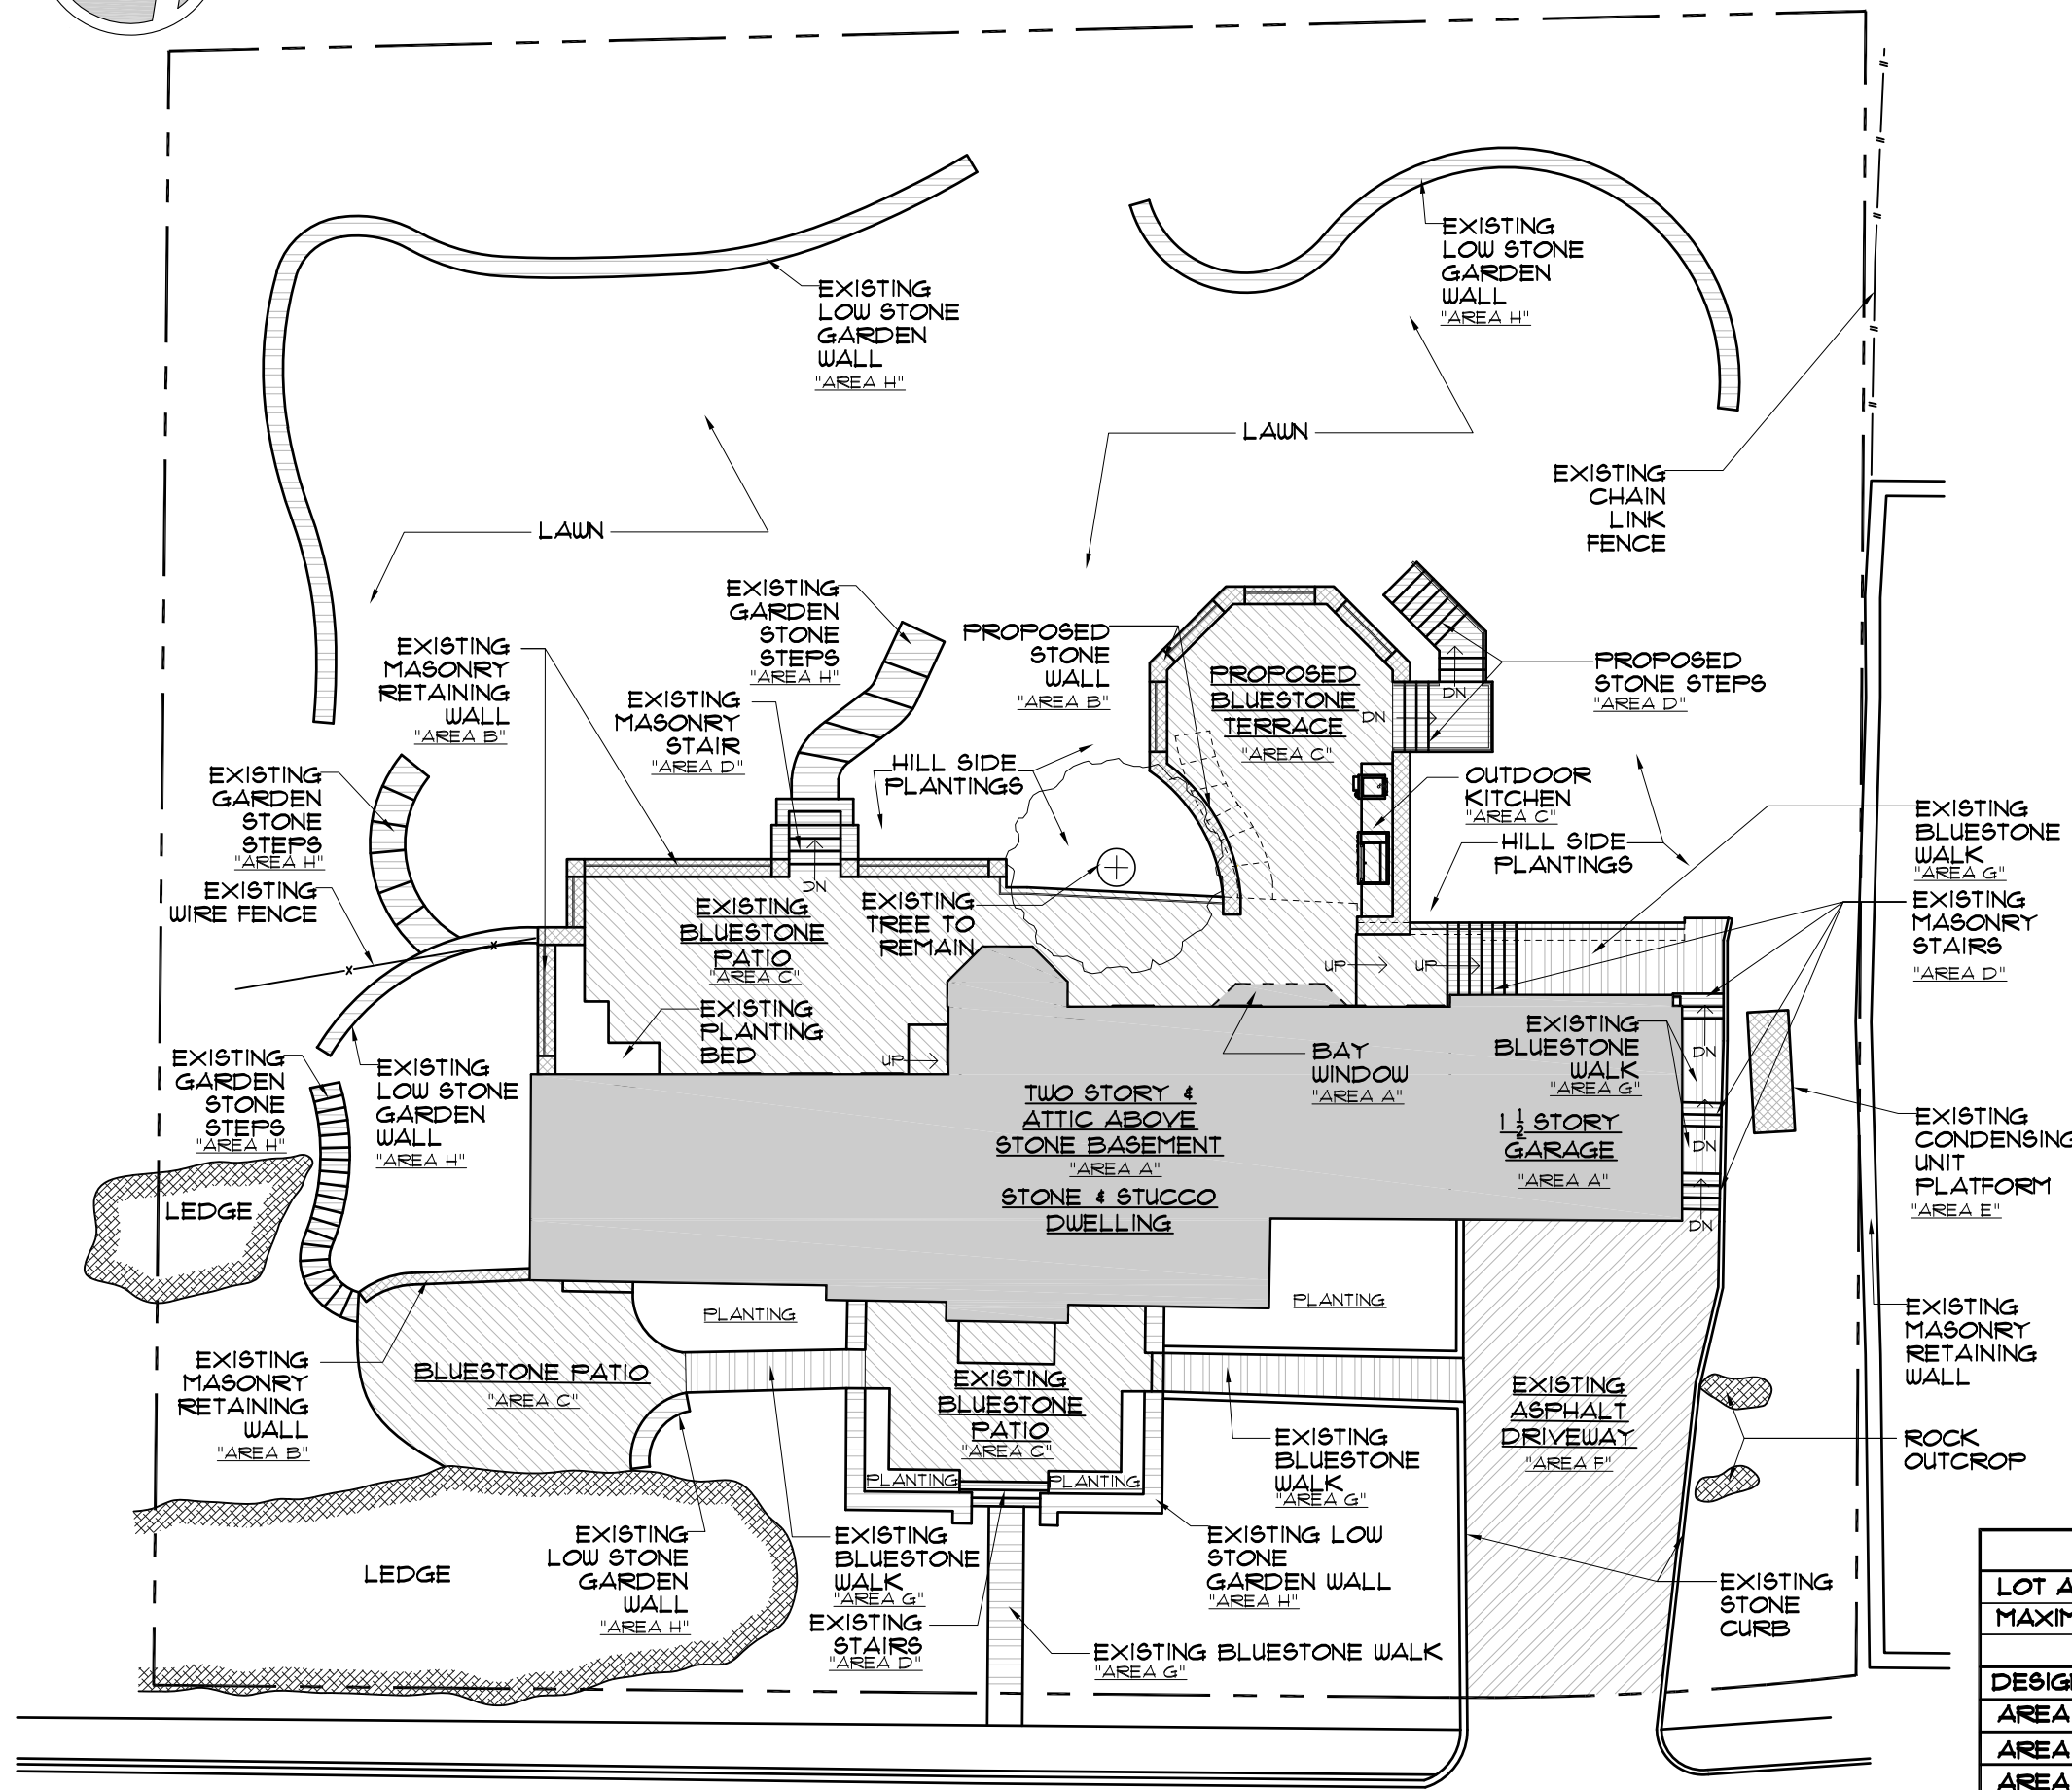 EXISTING
LOW STONE
GARDEN
WALL
"AREA H"
EXISTING
LOW STONE
GARDEN
WALL
"AREA H"
LAWN
EXISTING
CHAIN
LINK
FENCE
LAWN
EXISTING
GARDEN
STONE
STEPS
"AREA H"
EXISTING
MASONRY
RETAINING
WALL
"AREA B"
PROPOSED
STONE
WALL
"AREA B"
PROPOSED
BLUESTONE
TERRACE
"AREA C"
DN
DN
PROPOSED
STONE STEPS
"AREA D"
EXISTING
MASONRY
STAIR
"AREA D"
HILL SIDE
PLANTINGS
EXISTING
GARDEN
STONE
STEPS
"AREA H"
OUTDOOR
KITCHEN
"AREA C"
HILL SIDE
PLANTINGS
EXISTING
BLUESTONE
WALK
"AREA G"
EXISTING
WIRE FENCE
x
x
DN
EXISTING
BLUESTONE
PATIO
"AREA C"
EXISTING
TREE TO
REMAIN
EXISTING
MASONRY
STAIRS
"AREA D"
UP
UP
EXISTING
PLANTING
BED
UP
BAY
WINDOW
"AREA A"
EXISTING
BLUESTONE
WALK
"AREA G"
DN
DN
DN
EXISTING
GARDEN
STONE
STEPS
"AREA H"
EXISTING
LOW STONE
GARDEN
WALL
"AREA H"
TWO STORY &
ATTIC ABOVE
STONE BASEMENT
"AREA A"
STONE & STUCCO
DWELLING
1 1/2 STORY
GARAGE
"AREA A"
EXISTING
CONDENSING
UNIT
PLATFORM
"AREA E"
LEDGE
PLANTING
PLANTING
EXISTING
MASONRY
RETAINING
WALL
EXISTING
MASONRY
RETAINING
WALL
"AREA B"
BLUESTONE PATIO
"AREA C"
EXISTING
BLUESTONE
PATIO
"AREA C"
PLANTING
PLANTING
EXISTING
ASPHALT
DRIVEWAY
"AREA F"
EXISTING
BLUESTONE
WALK
"AREA G"
ROCK
OUTCROP
LEDGE
EXISTING
LOW STONE
GARDEN
WALL
"AREA H"
EXISTING
BLUESTONE
WALK
"AREA G"
EXISTING
STAIRS
"AREA D"
EXISTING LOW
STONE
GARDEN WALL
"AREA H"
EXISTING BLUESTONE WALK
"AREA G"
EXISTING
STONE
CURB
LOT
AREA
AREA
AREA